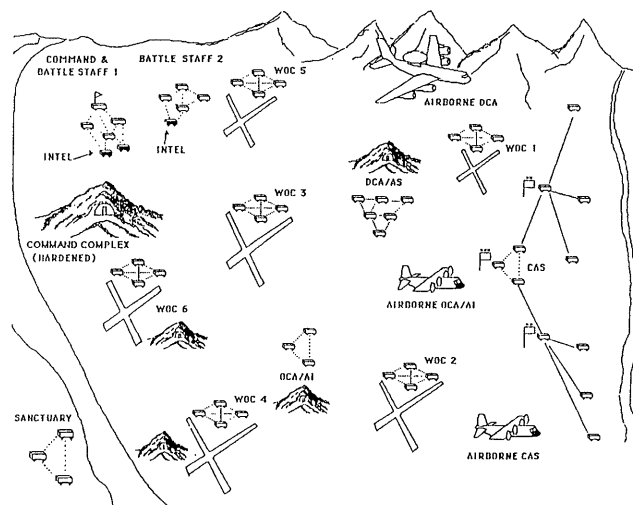 COMMAND &
BATTLE STAFF 1
BATTLE STAFF 2
WOC 5
AIRBORNE DCA
INTEL
INTEL
WOC 1
DCA/AS
WOC 3
COMMAND COMPLEX
(HARDENED)
CAS
AIRBORNE OCA/AI
WOC 6
OCA/AI
WOC 2
WOC 4
SANCTUARY
AIRBORNE CAS